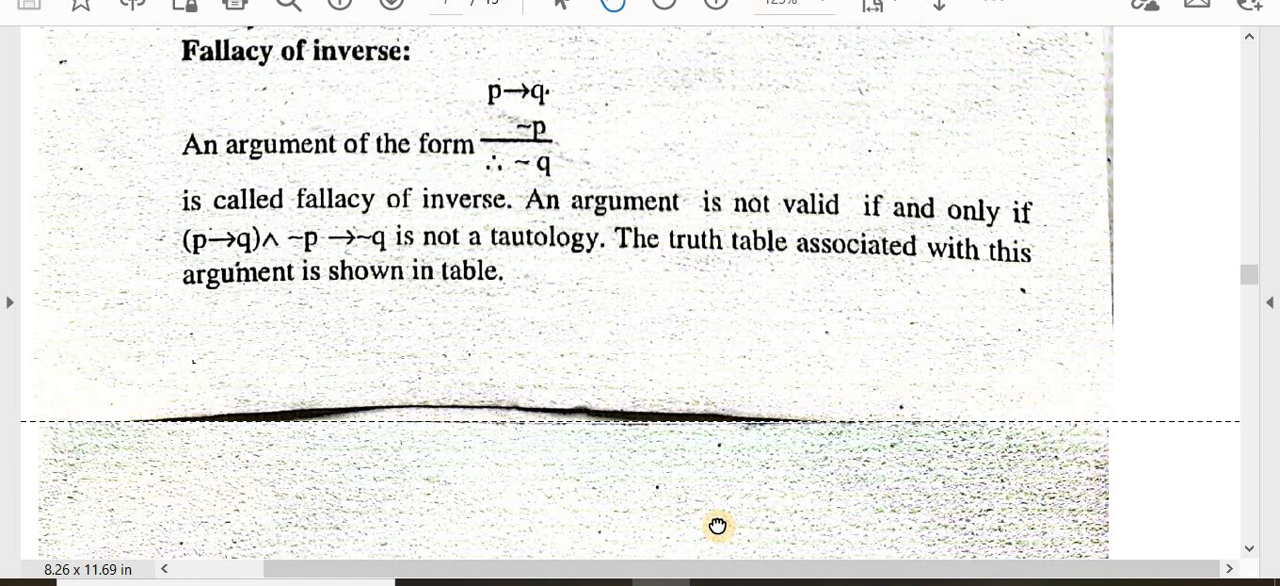 Fallacy of inverse:
p→q
~p
An argument of the form
∴ ~ q
is called fallacy of inverse. An argument is not valid if and only if
(p→q)∧ ~p →~q is not a tautology. The truth table associated with this
argument is shown in table.
8.26 x 11.69 in